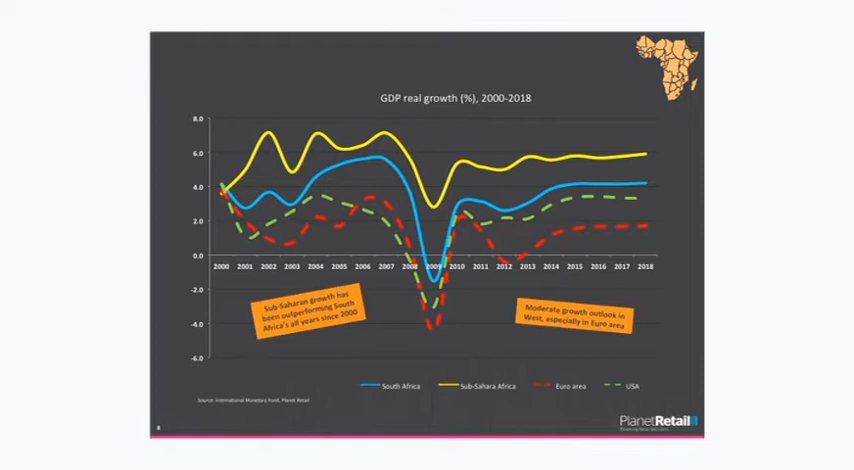 GDP real growth (%), 2000-2018
8.0
6.0
4.0
2.0
0.0
-2.0
-4.0
-6.0
2000 2001 2002 2003 2004 2005 2006 2007 2008 2009 2010 2011 2012 2013 2014 2015 2016 2017 2018
Sub-Saharan growth has
been outperforming South
Africa's all years since 2000
Moderate growth outlook in
West, especially in Euro area
South Africa
Sub-Sahara Africa
Euro area
USA
Source: International Monetary Fund, Planet Retail
8
PlanetRetail